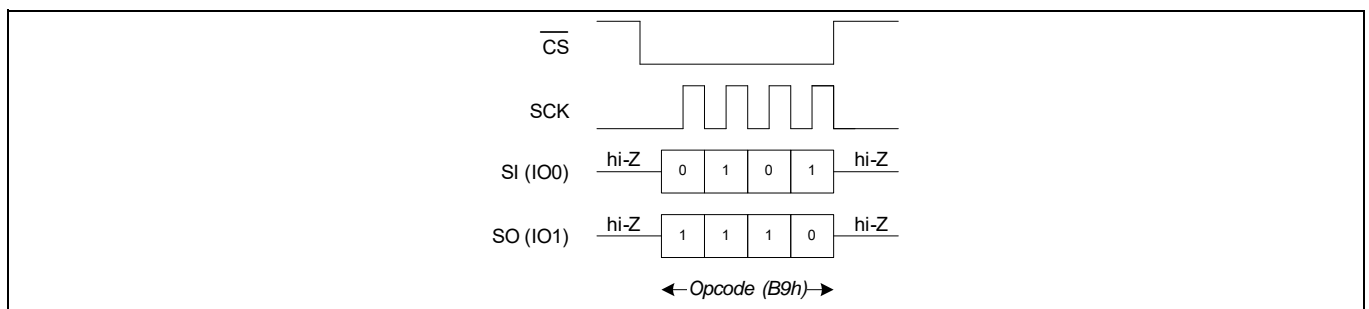 CS
SCK
SI (IO0) hi-Z 0 1 0 1 hi-Z
SO (IO1) hi-Z 1 1 1 0 hi-Z
Opcode (B9h)